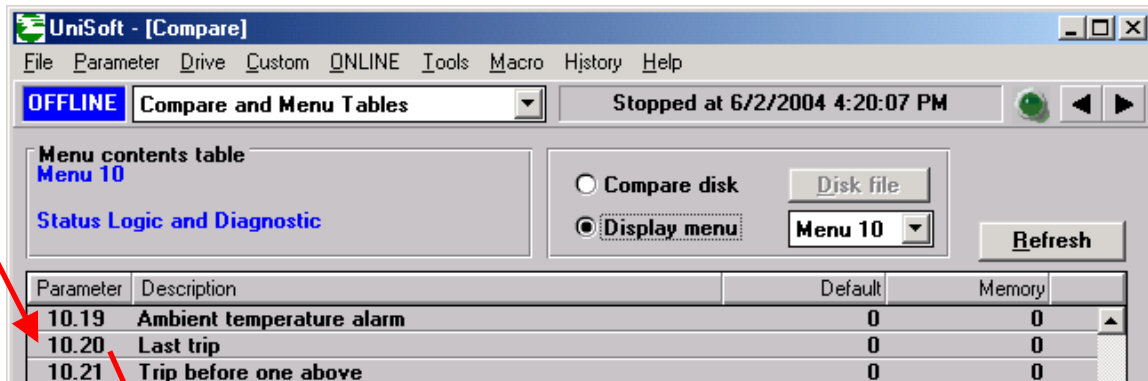 UniSoft - [Compare]
File Parameter Drive Custom ONLINE Tools Macro History Help
OFFLINE Compare and Menu Tables Stopped at 6/2/2004 4:20:07 PM
Menu contents table
Menu 10
Status Logic and Diagnostic
Compare disk Disk file
Display menu Menu 10
Refresh
Parameter Description Default Memory
10.19 Ambient temperature alarm 0 0
10.20 Last trip 0 0
10.21 Trip before one above 0 0